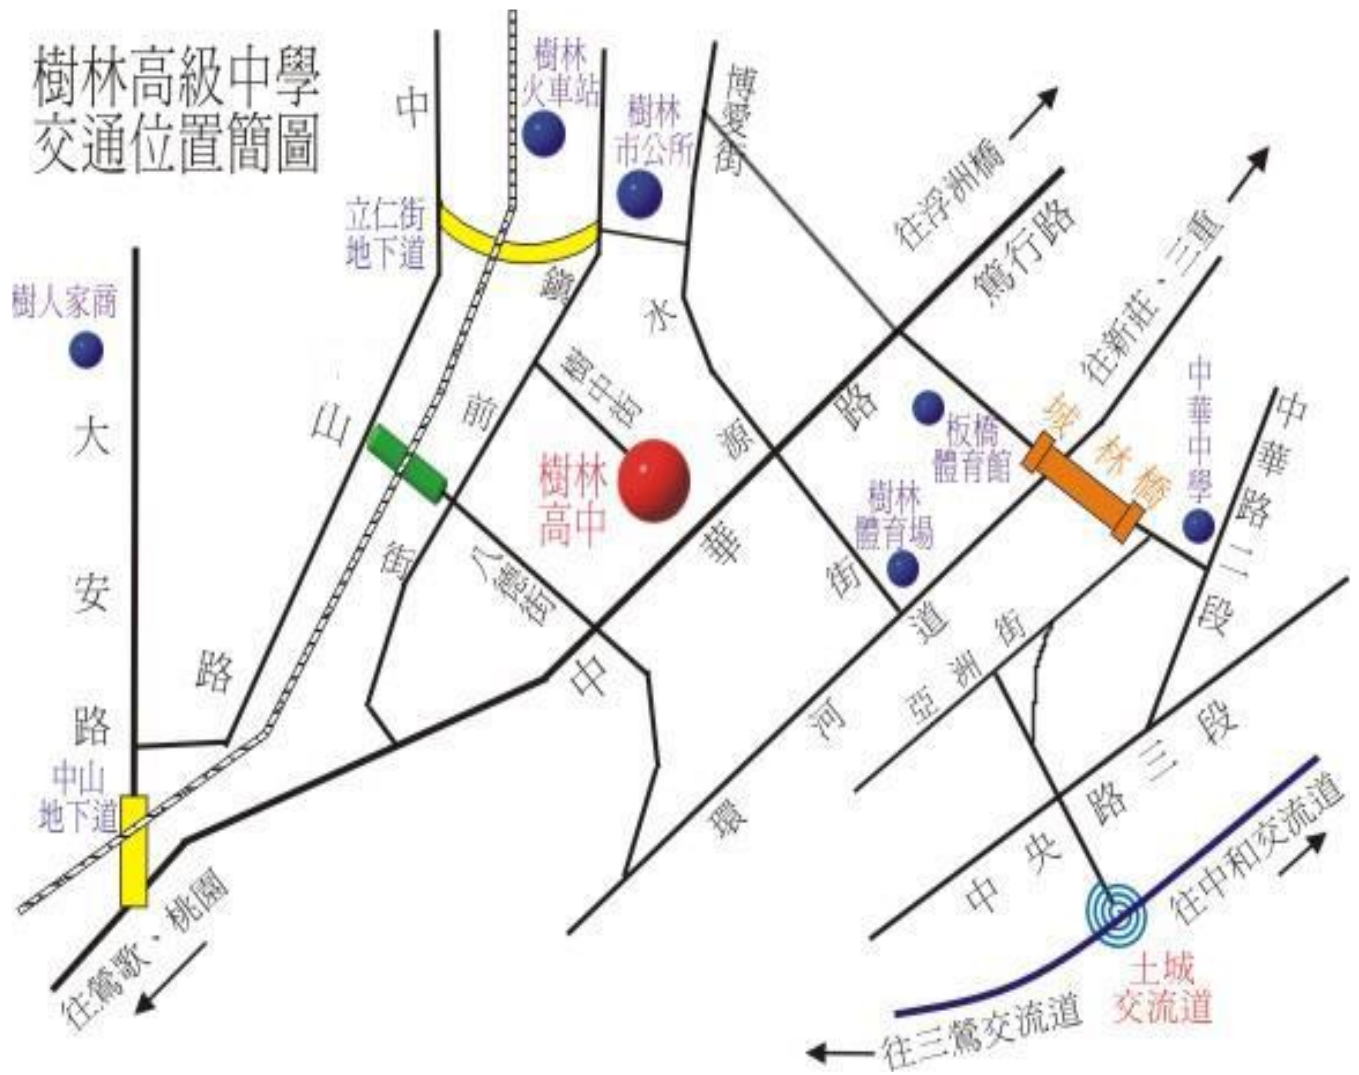 樹林高級中學
交通位置簡圖
樹林
火車站
樹林
市公所
博愛街
中山路
立仁街
地下道
往浮洲橋
篤行路
往新莊、三重
樹人家商
鎮前街
水源街
樹中街
中華中學
大安路
中華路
城林橋
板橋
體育館
中華路二段
樹林
高中
樹林
體育場
八德街
環河道
亞洲街
中山
地下道
中央路三段
往中和交流道
往鶯歌、桃園
土城
交流道
往三鶯交流道